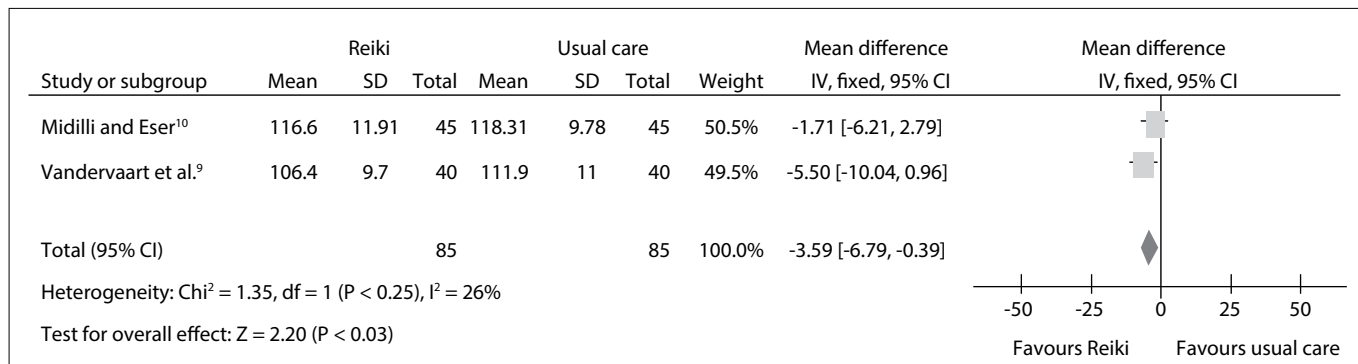 Reiki Usual care Mean difference Mean difference
Study or subgroup Mean SD Total Mean SD Total Weight IV, fixed, 95% CI IV, fixed, 95% CI
Midilli and Eser¹⁰ 116.6 11.91 45 118.31 9.78 45 50.5% -1.71 [-6.21, 2.79]
Vandervaart et al.⁹ 106.4 9.7 40 111.9 11 40 49.5% -5.50 [-10.04, 0.96]
Total (95% CI) 85 85 100.0% -3.59 [-6.79, -0.39]
Heterogeneity: Chi² = 1.35, df = 1 (P < 0.25), I² = 26%
-50 -25 0 25 50
Test for overall effect: Z = 2.20 (P < 0.03)
Favours Reiki Favours usual care